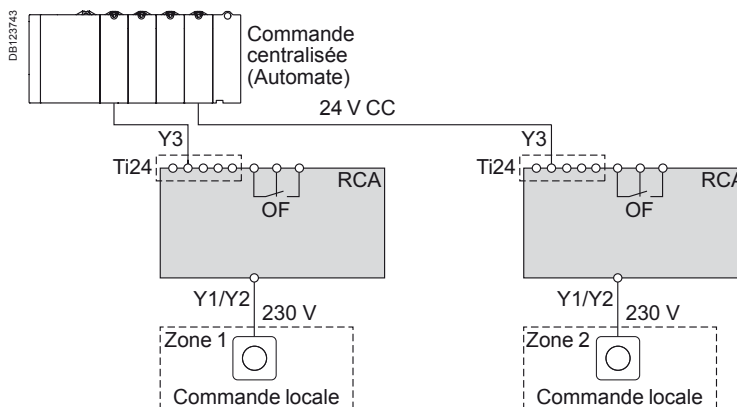 DB123743
Commande
centralisée
(Automate)
24 V CC
Y3
Y3
Ti24
RCA
Ti24
RCA
OF
OF
Y1/Y2
230 V
Y1/Y2
230 V
Zone 1
Zone 2
Commande locale
Commande locale